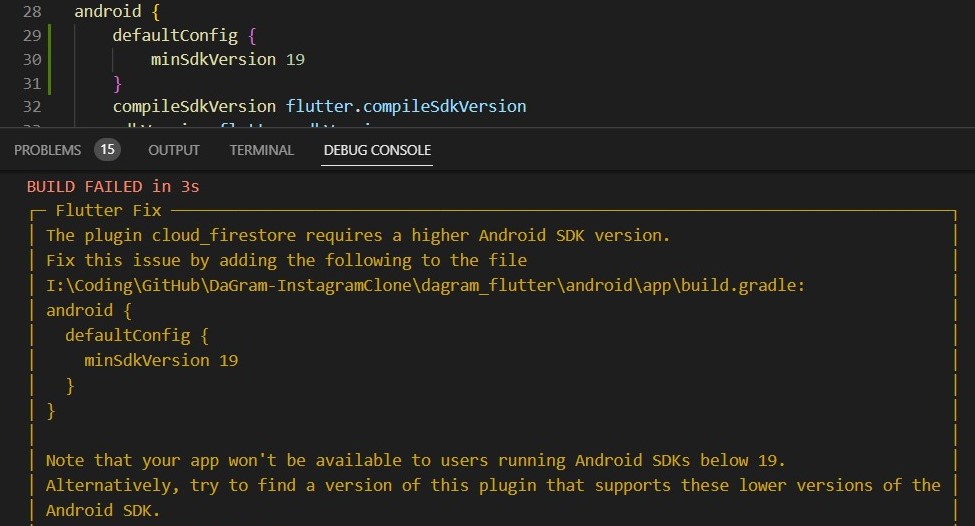 28 android {
29 defaultConfig {
30 minSdkVersion 19
31 }
32 compileSdkVersion flutter.compileSdkVersion
PROBLEMS 15 OUTPUT TERMINAL DEBUG CONSOLE
BUILD FAILED in 3s
Flutter Fix
The plugin cloud_firestore requires a higher Android SDK version.
Fix this issue by adding the following to the file
I:\Coding\GitHub\DaGram-InstagramClone\dagram_flutter\android\app\build.gradle:
android {
defaultConfig {
minSdkVersion 19
}
}
Note that your app won't be available to users running Android SDKs below 19.
Alternatively, try to find a version of this plugin that supports these lower versions of the
Android SDK.